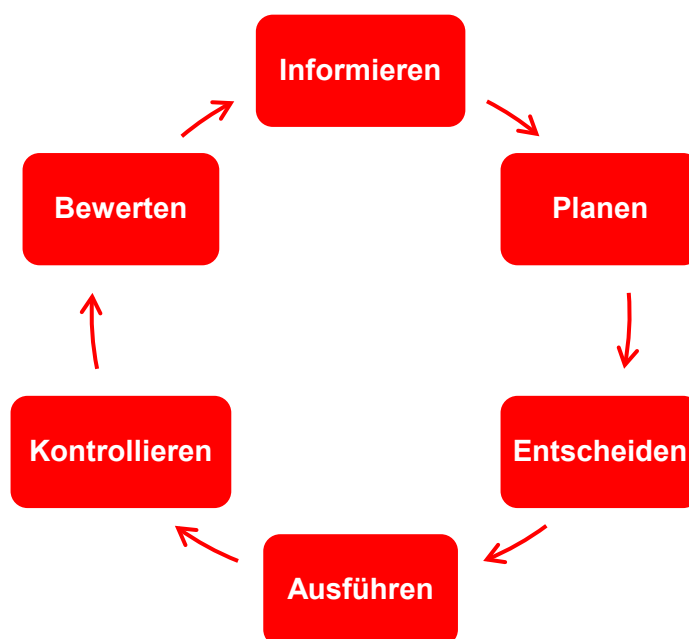 Informieren
Planen
Entscheiden
Ausführen
Kontrollieren
Bewerten